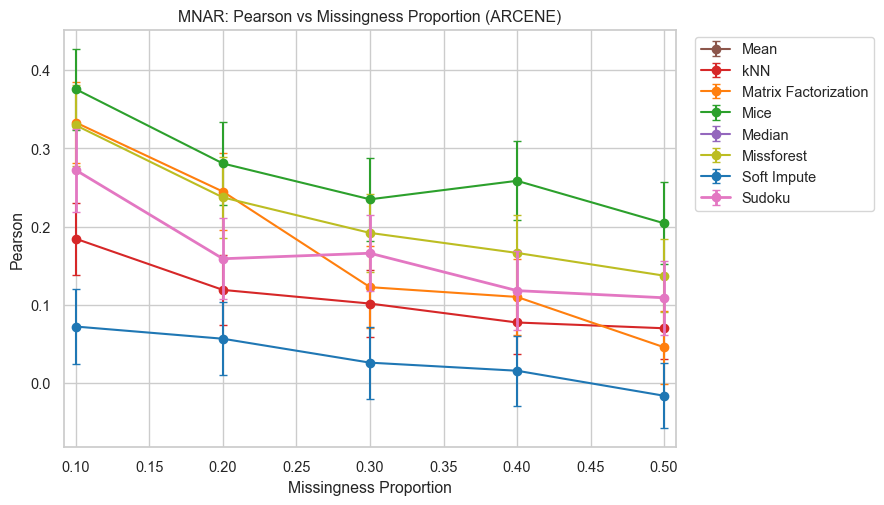 MNAR: Pearson vs Missingness Proportion (ARCENE)
Pearson
0.4
0.3
0.2
0.1
0.0
0.10 0.15 0.20 0.25 0.30 0.35 0.40 0.45 0.50
Missingness Proportion
Mean
kNN
Matrix Factorization
Mice
Median
Missforest
Soft Impute
Sudoku